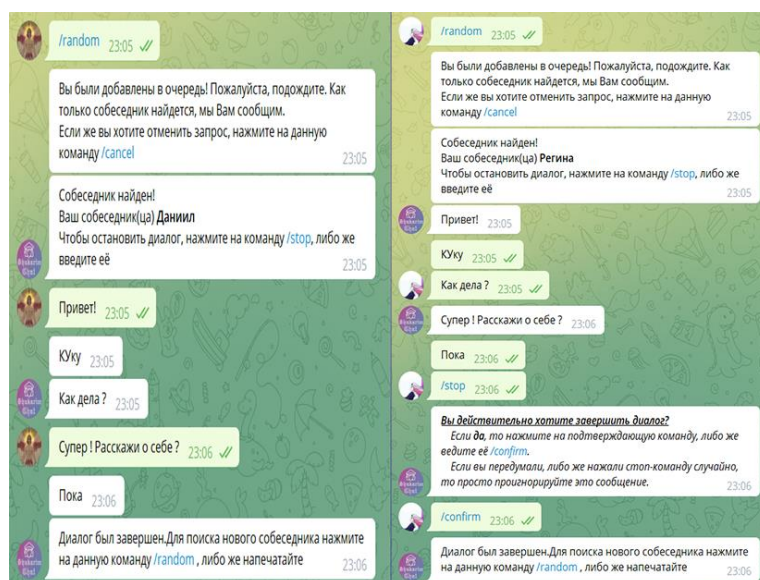 /random 23:05
Вы были добавлены в очередь! Пожалуйста, подождите. Как
только собеседник найдется, мы Вам сообщим.
Если же вы хотите отменить запрос, нажмите на данную
команду /cancel
23:05
Собеседник найден!
Ваш собеседник(ца) Даниил
Чтобы остановить диалог, нажмите на команду /stop, либо же
введите её
23:05
Привет! 23:05
КУку 23:05
Как дела ? 23:05
Супер ! Расскажи о себе ? 23:06
Пока 23:06
Диалог был завершен.Для поиска нового собеседника нажмите
на данную команду /random , либо же напечатайте
23:06
/random 23:05
Вы были добавлены в очередь! Пожалуйста, подождите. Как
только собеседник найдется, мы Вам сообщим.
Если же вы хотите отменить запрос, нажмите на данную
команду /cancel
23:05
Собеседник найден!
Ваш собеседник(ца) Регина
Чтобы остановить диалог, нажмите на команду /stop, либо же
введите её
23:05
Привет! 23:05
КУку 23:05
Как дела ? 23:05
Супер ! Расскажи о себе ? 23:06
Пока 23:06
/stop 23:06
Вы действительно хотите завершить диалог?
Если да, то нажмите на подтверждающую команду, либо же
ведите её /confirm.
Если вы передумали, либо же нажали стоп-команду случайно,
то просто проигнорируйте это сообщение.
23:06
/confirm 23:06
Диалог был завершен.Для поиска нового собеседника нажмите
на данную команду /random , либо же напечатайте
23:06